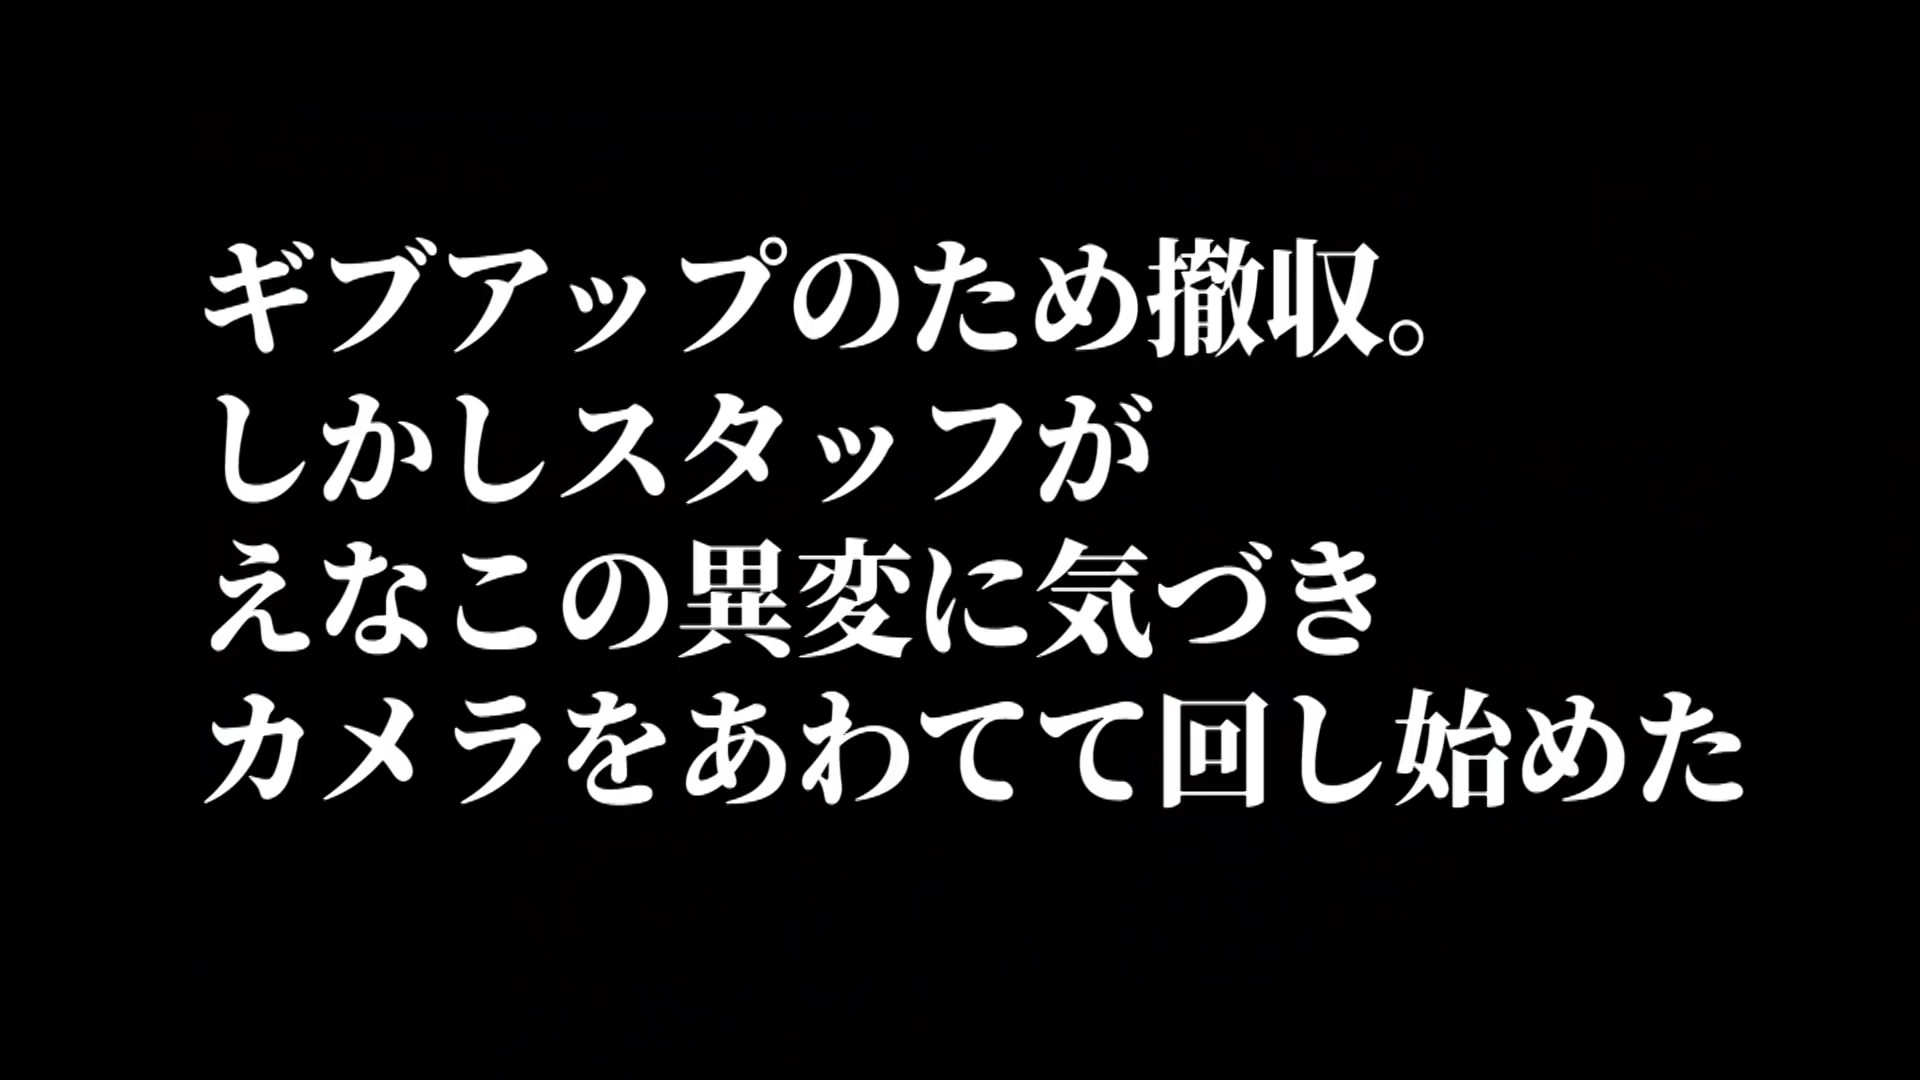 ギブアップのため撤収。
しかしスタッフが
えなこの異変に気づき
カメラをあわてて回し始めた